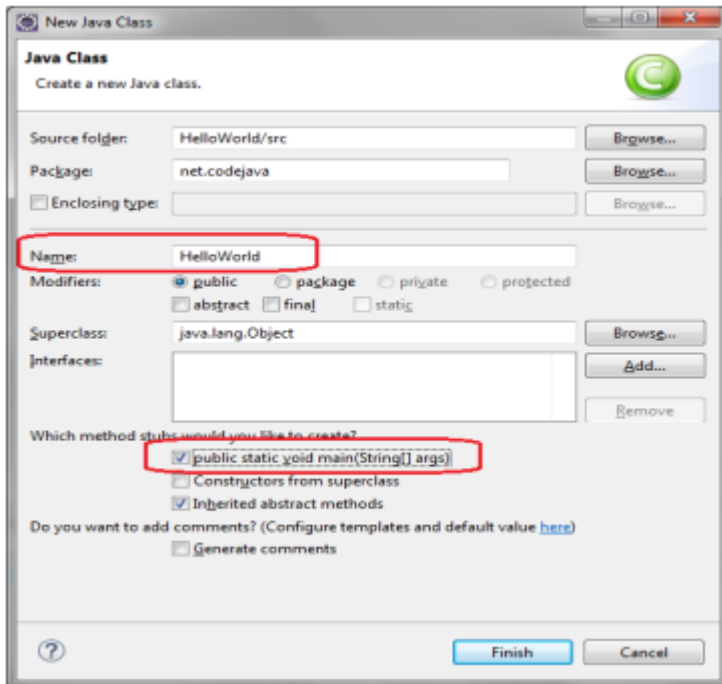 New Java Class
Java Class
Create a new Java class.
Source folder: HelloWorld/src Browse...
Package: net.codejava Browse...
Enclosing type: Browse...
Name: HelloWorld
Modifiers: public package private protected
abstract final static
Superclass: java.lang.Object Browse...
Interfaces: Add...
Remove
Which method stubs would you like to create?
public static void main(String[] args)
Constructors from superclass
Inherited abstract methods
Do you want to add comments? (Configure templates and default value here)
Generate comments
Finish Cancel